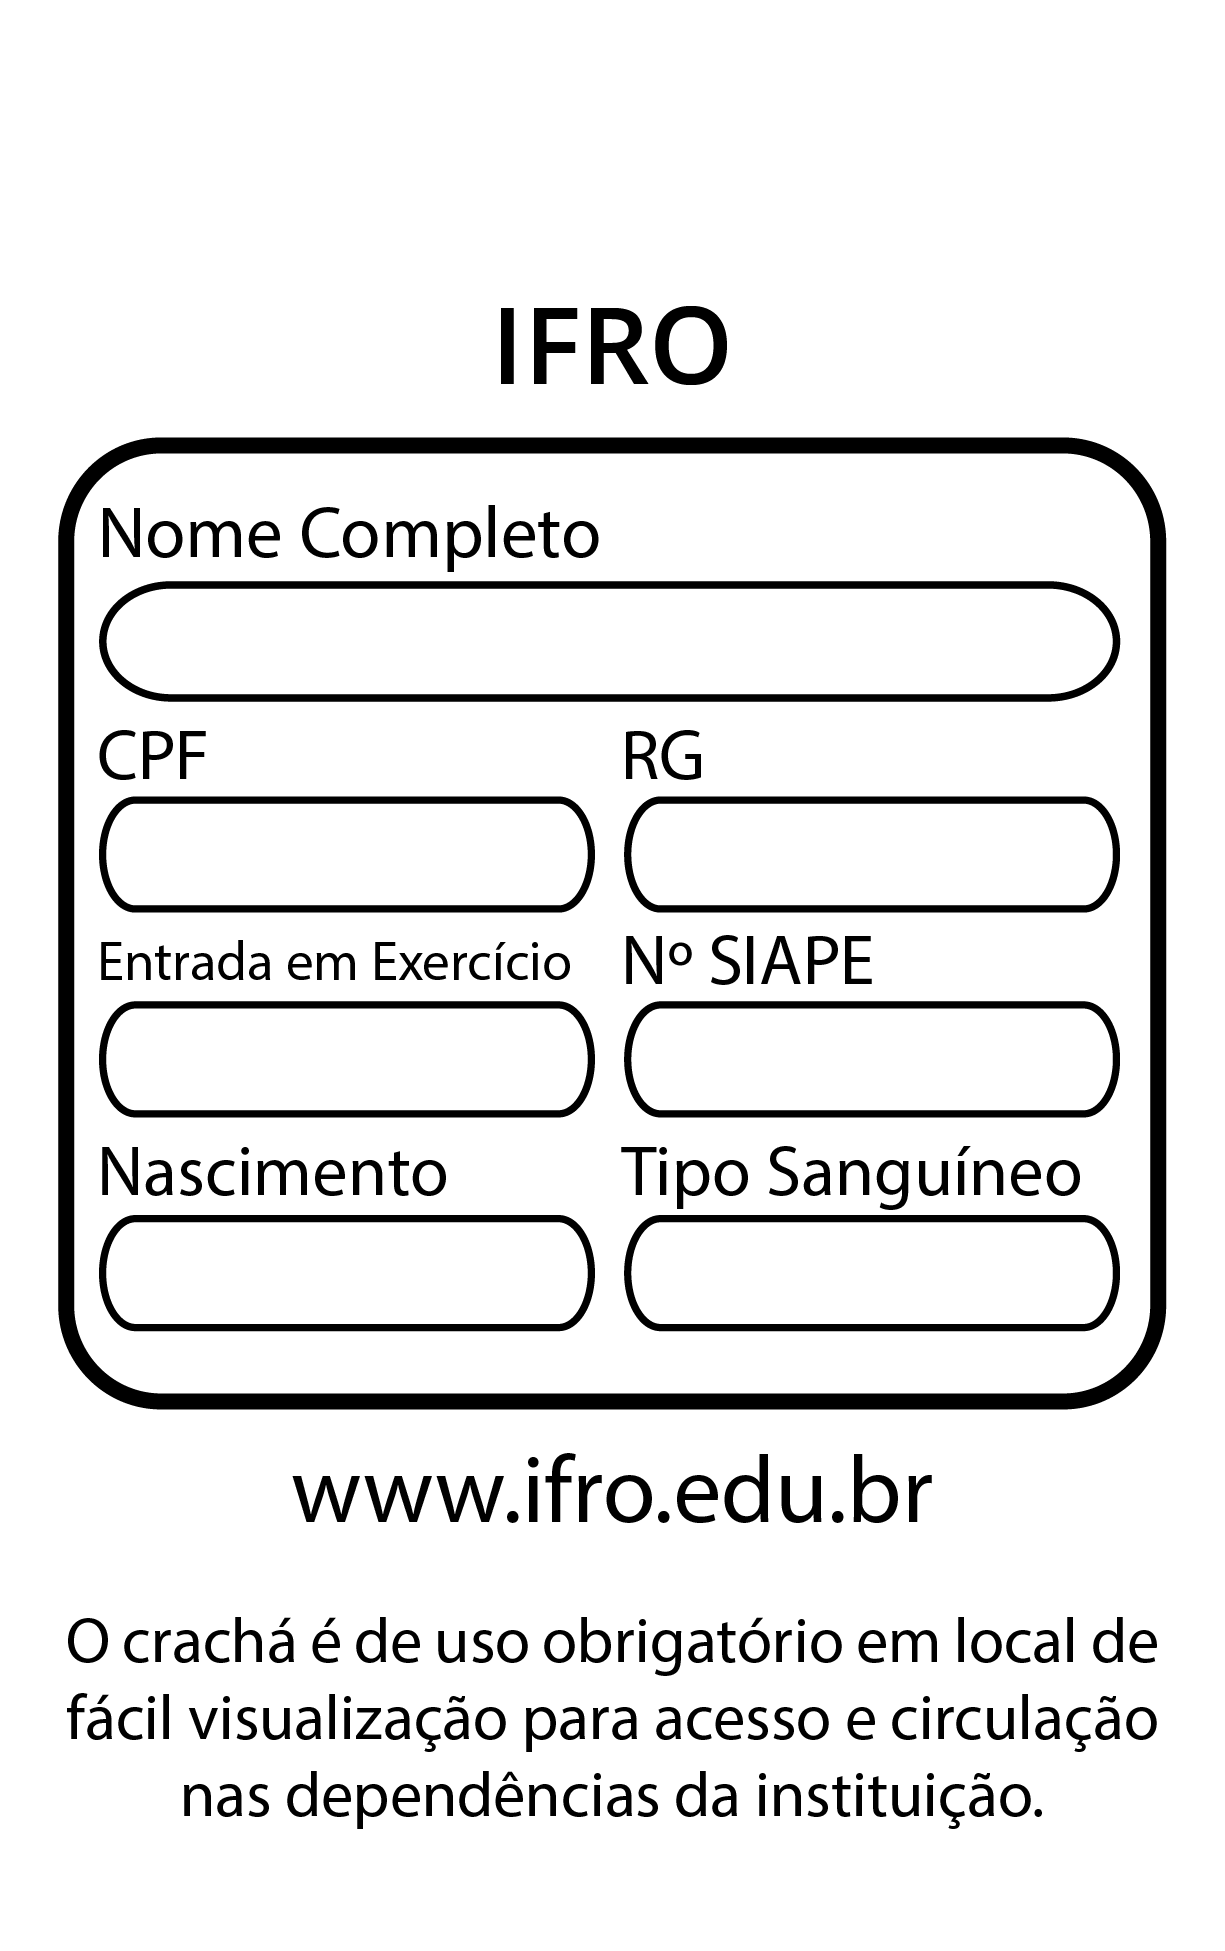 IFRO
Nome Completo
CPF
RG
Entrada em Exercício
Nº SIAPE
Nascimento
Tipo Sanguíneo
www.ifro.edu.br
O crachá é de uso obrigatório em local de
fácil visualização para acesso e circulação
nas dependências da instituição.